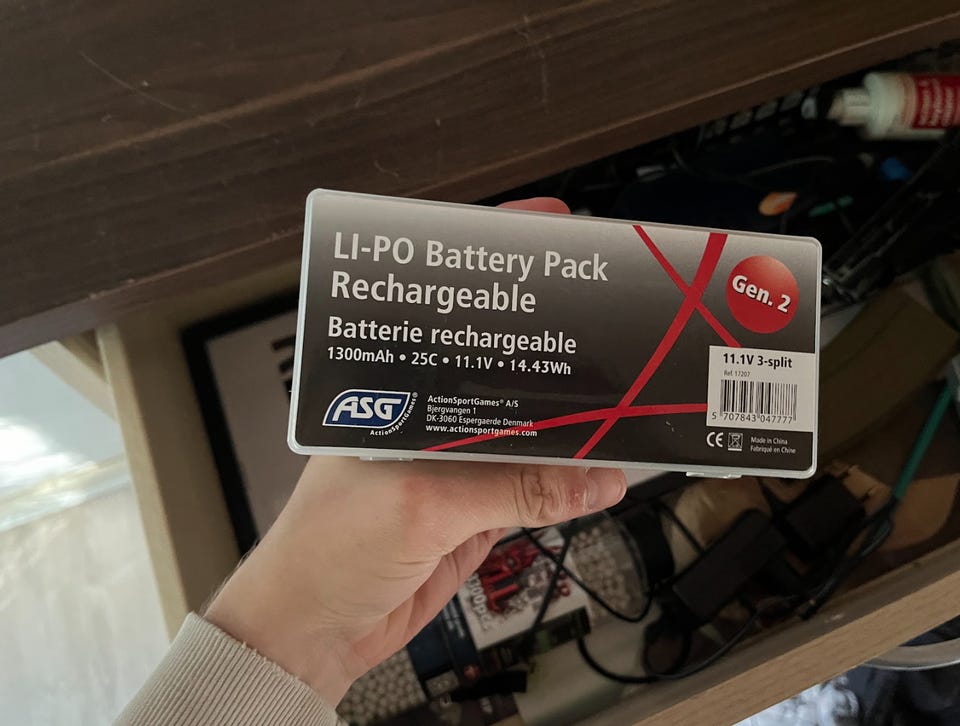 LI-PO Battery Pack
Rechargeable
Batterie rechargeable
1300mAh • 25C • 11.1V • 14.43Wh
ASG®
ActionSportGames®
ActionSportGames® A/S
Bjergvangen 1
DK-3060 Espergaerde Denmark
www.actionsportgames.com
Gen. 2
11.1V 3-split
Ref. 17207
5 707843 047777
CE
Made in China
Fabriqué en Chine